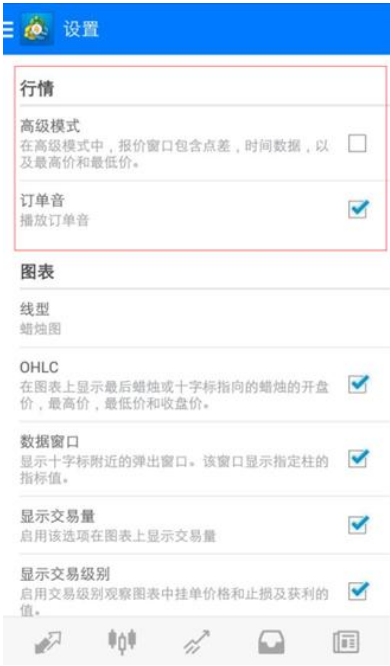 设置
行情
高级模式
在高级模式中，报价窗口包含点差，时间数据，以
及最高价和最低价。
订单音
播放订单音
图表
线型
蜡烛图
OHLC
在图表上显示最后蜡烛或十字标指向的蜡烛的开盘
价，最高价，最低价和收盘价。
数据窗口
显示十字标附近的弹出窗口。该窗口显示指定柱的
指标值。
显示交易量
启用该选项在图表上显示交易量
显示交易级别
启用交易级别观察图表中挂单价格和止损及获利的
值。